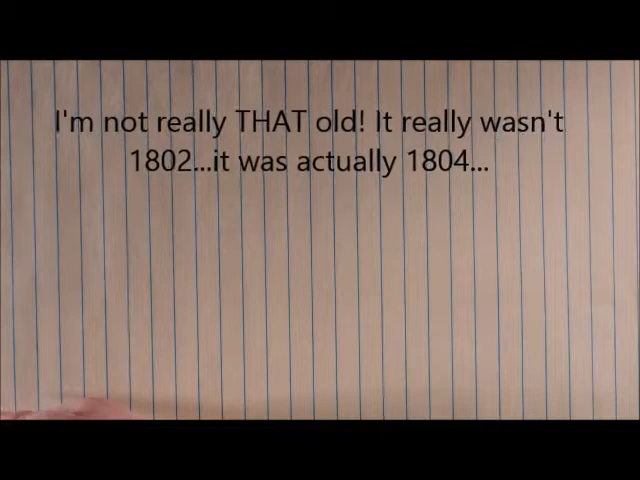 I'm not really THAT old! It really wasn't
1802...it was actually 1804...